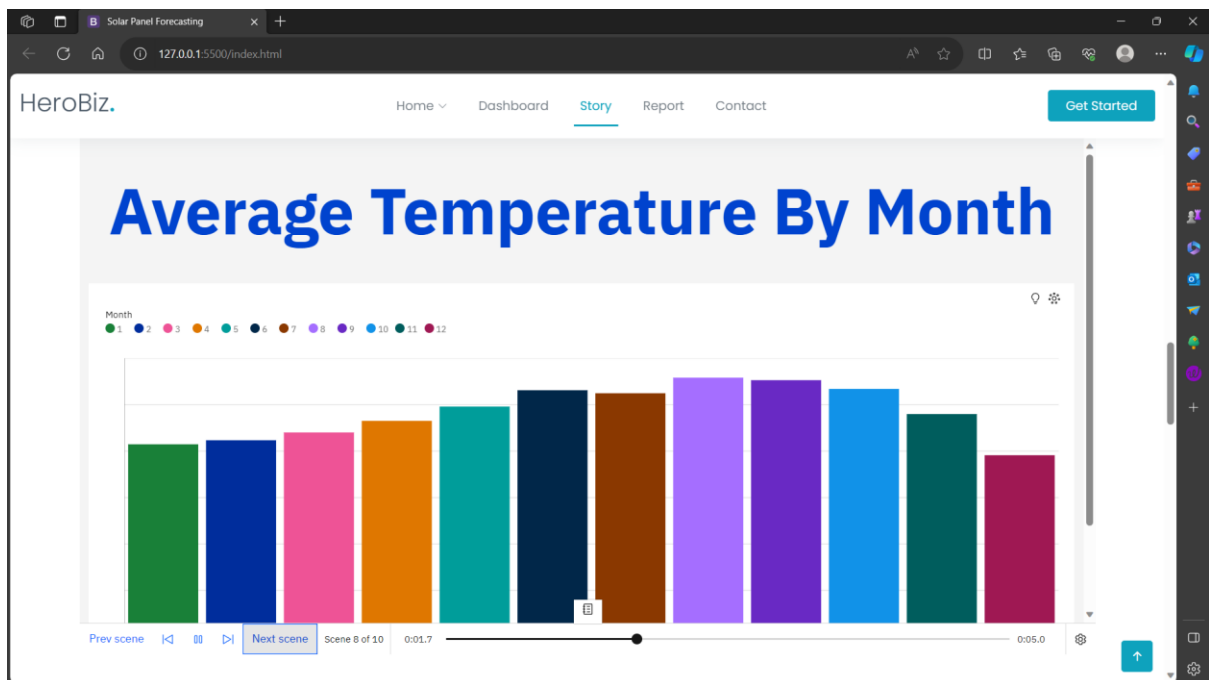 Solar Panel Forecasting
127.0.0.1:5500/index.html
HeroBiz.
Home Dashboard Story Report Contact
Get Started
Average Temperature By Month
Month
1 2 3 4 5 6 7 8 9 10 11 12
Prev scene Next scene Scene 8 of 10 0:01.7 0:05.0